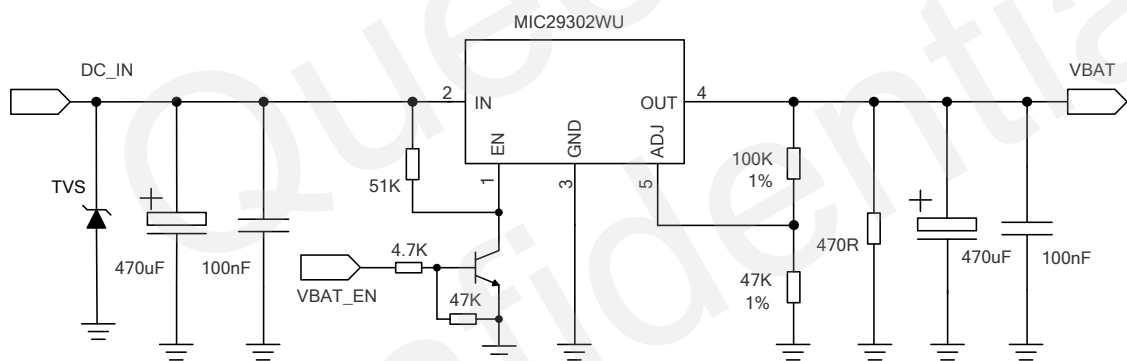 MIC29302WU
DC_IN
VBAT
2
IN
OUT
4
EN
GND
ADJ
1
3
5
51K
100K
1%
TVS
470uF
100nF
4.7K
VBAT_EN
47K
47K
1%
470R
470uF
100nF